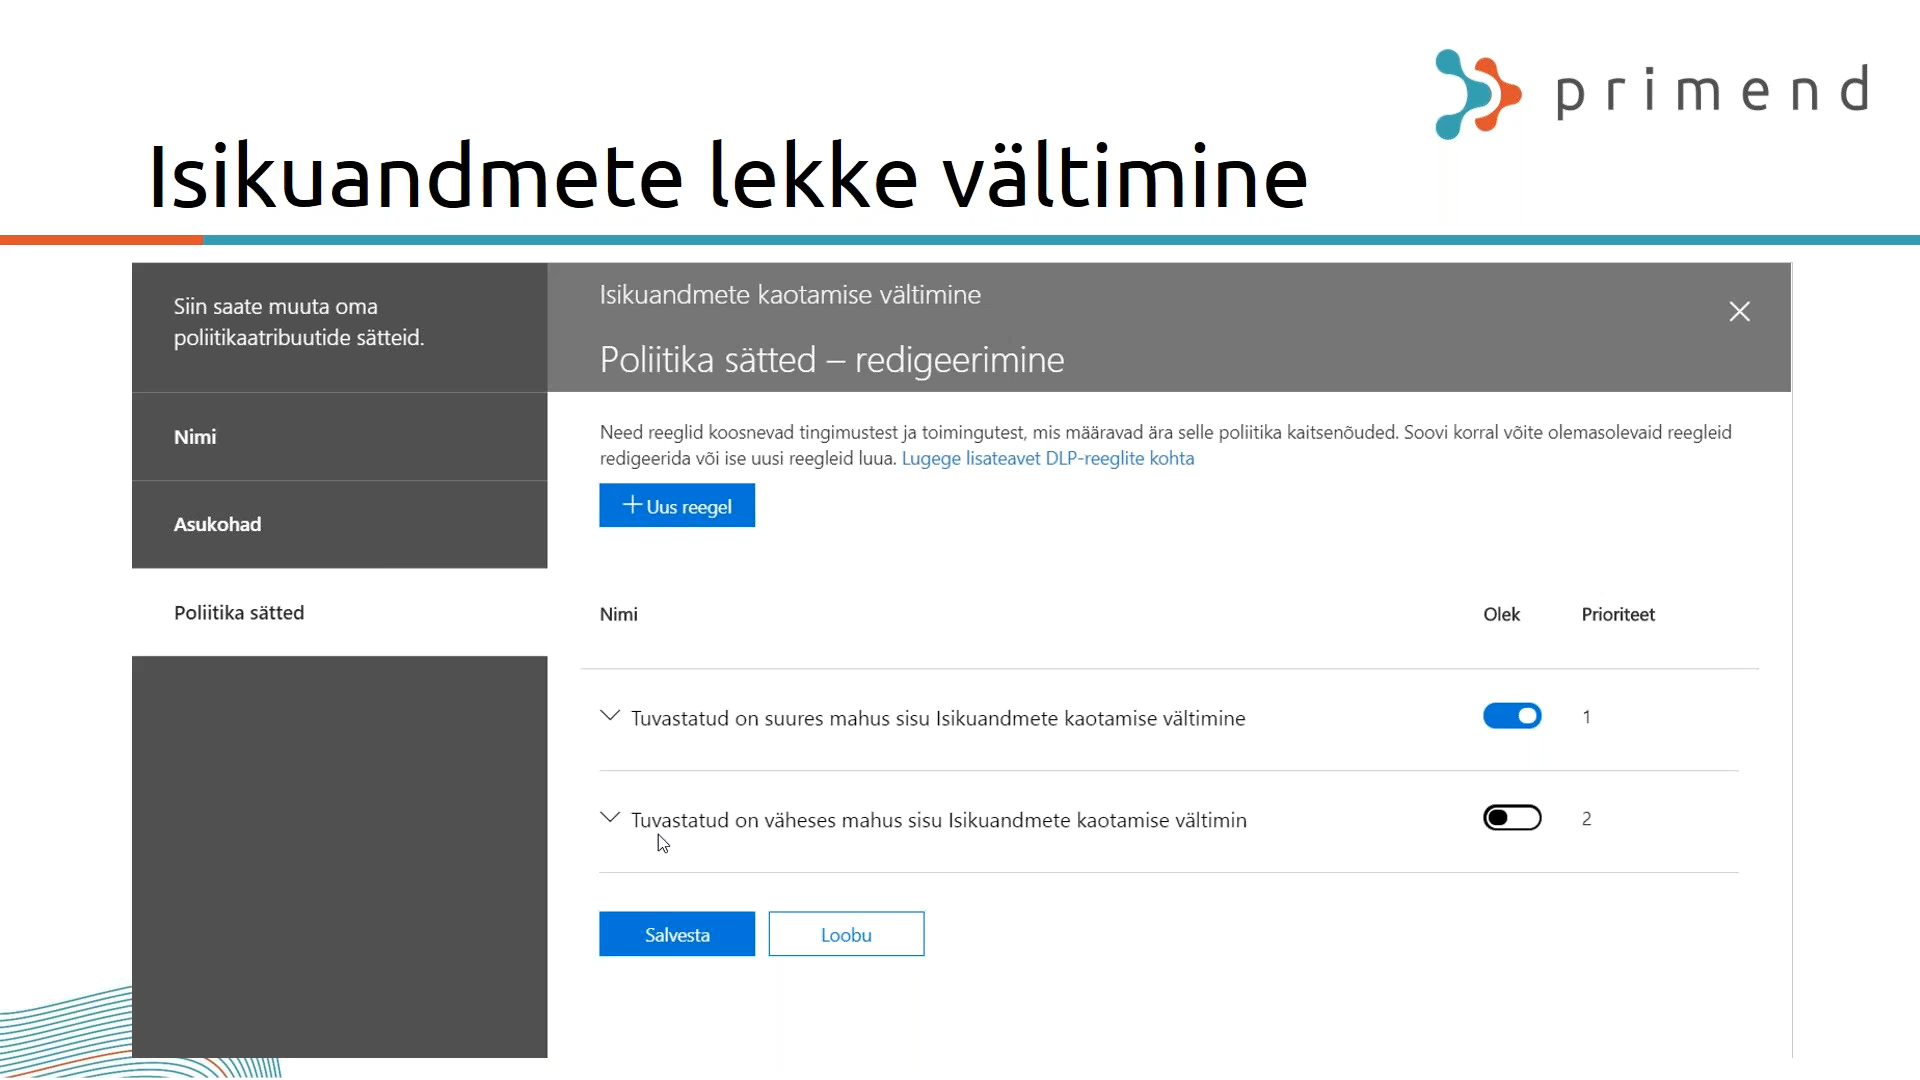 primend
Isikuandmete lekke vältimine
Siin saate muuta oma
poliitikaatribuutide sätteid.
Nimi
Asukohad
Poliitika sätted
Isikuandmete kaotamise vältimine
Poliitika sätted – redigeerimine
Need reeglid koosnevad tingimustest ja toimingutest, mis määravad ära selle poliitika kaitsenõuded. Soovi korral võite olemasolevaid reegleid
redigeerida või ise uusi reegleid luua. Lugege lisateavet DLP-reeglite kohta
+ Uus reegel
Nimi Olek Prioriteet
Tuvastatud on suures mahus sisu Isikuandmete kaotamise vältimine 1
Tuvastatud on väheses mahus sisu Isikuandmete kaotamise vältimin 2
Salvesta Loobu